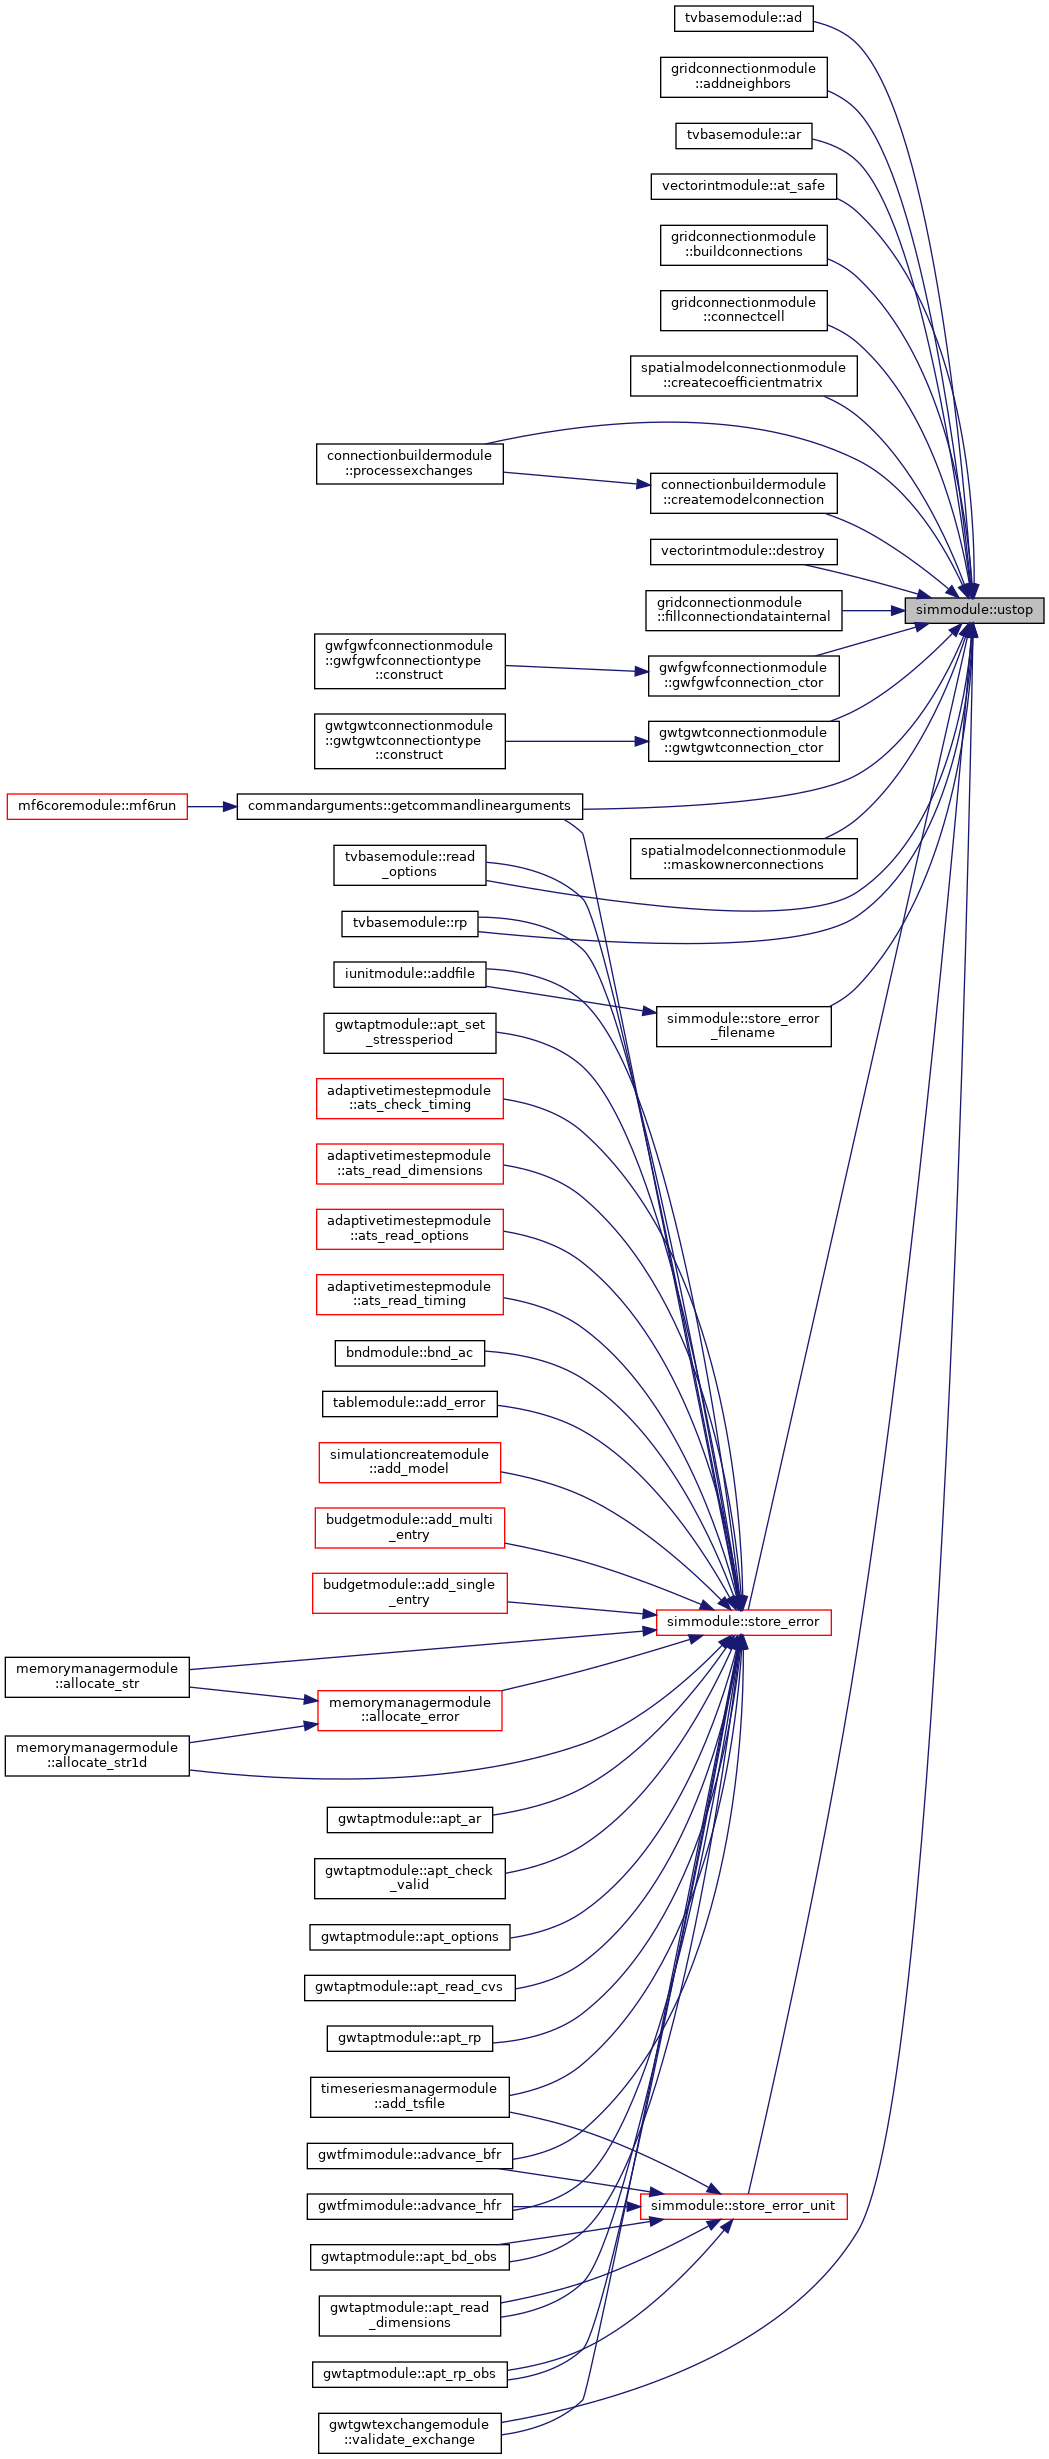 tvbasemodule::ad
gridconnectionmodule
::addneighbors
tvbasemodule::ar
vectorintmodule::at_safe
gridconnectionmodule
::buildconnections
gridconnectionmodule
::connectcell
spatialmodelconnectionmodule
::createcoefficientmatrix
connectionbuildermodule
::processexchanges
connectionbuildermodule
::createmodelconnection
vectorintmodule::destroy
gridconnectionmodule
::fillconnectiondatainternal
simmodule::ustop
gwfgwfconnectionmodule
::gwfgwfconnectiontype
::construct
gwfgwfconnectionmodule
::gwfgwfconnection_ctor
gwtgwtconnectionmodule
::gwtgwtconnectiontype
::construct
gwtgwtconnectionmodule
::gwtgwtconnection_ctor
mf6coremodule::mf6run
commandarguments::getcommandlinearguments
spatialmodelconnectionmodule
::maskownerconnections
tvbasemodule::read
_options
tvbasemodule::rp
iunitmodule::addfile
simmodule::store_error
_filename
gwtaptmodule::apt_set
_stressperiod
adaptivetimestepmodule
::ats_check_timing
adaptivetimestepmodule
::ats_read_dimensions
adaptivetimestepmodule
::ats_read_options
adaptivetimestepmodule
::ats_read_timing
bndmodule::bnd_ac
tablemodule::add_error
simulationcreatemodule
::add_model
budgetmodule::add_multi
_entry
budgetmodule::add_single
_entry
simmodule::store_error
memorymanagermodule
::allocate_str
memorymanagermodule
::allocate_error
memorymanagermodule
::allocate_str1d
gwtaptmodule::apt_ar
gwtaptmodule::apt_check
_valid
gwtaptmodule::apt_options
gwtaptmodule::apt_read_cvs
gwtaptmodule::apt_rp
timeseriesmanagermodule
::add_tsfile
gwtfmimodule::advance_bfr
gwtfmimodule::advance_hfr
simmodule::store_error_unit
gwtaptmodule::apt_bd_obs
gwtaptmodule::apt_read
_dimensions
gwtaptmodule::apt_rp_obs
gwtgwtexchangemodule
::validate_exchange